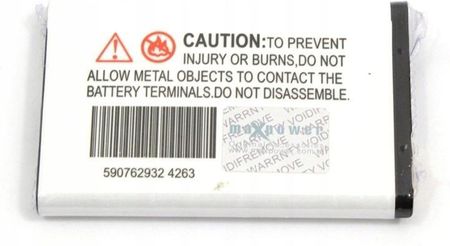 CAUTION:TO PREVENT
INJURY OR BURNS,DO NOT
ALLOW METAL OBJECTS TO CONTACT THE
BATTERY TERMINALS.DO NOT DISASSEMBLE.
maxpower
590762932 4263